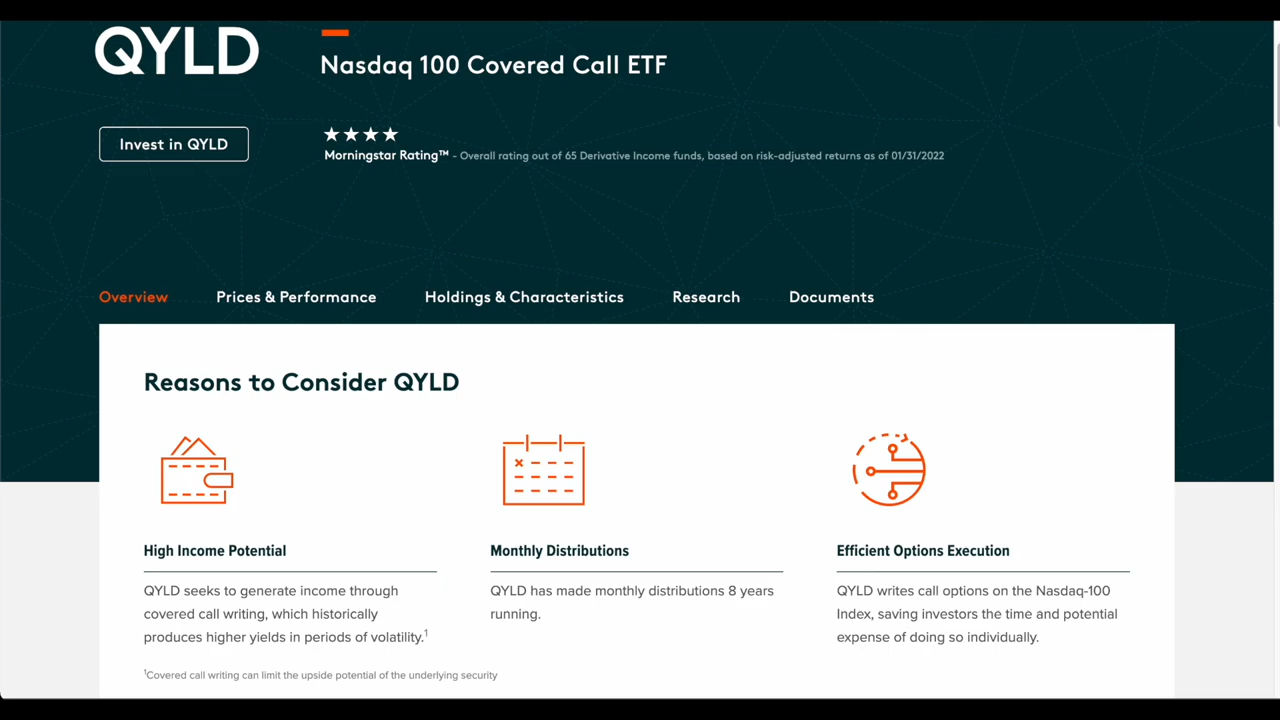 QYLD
Nasdaq 100 Covered Call ETF
Invest in QYLD
★★★★
Morningstar Rating™ - Overall rating out of 65 Derivative Income funds, based on risk-adjusted returns as of 01/31/2022
Overview Prices & Performance Holdings & Characteristics Research Documents
Reasons to Consider QYLD
High Income Potential
QYLD seeks to generate income through
covered call writing, which historically
produces higher yields in periods of volatility.1
Monthly Distributions
QYLD has made monthly distributions 8 years
running.
Efficient Options Execution
QYLD writes call options on the Nasdaq-100
Index, saving investors the time and potential
expense of doing so individually.
1Covered call writing can limit the upside potential of the underlying security